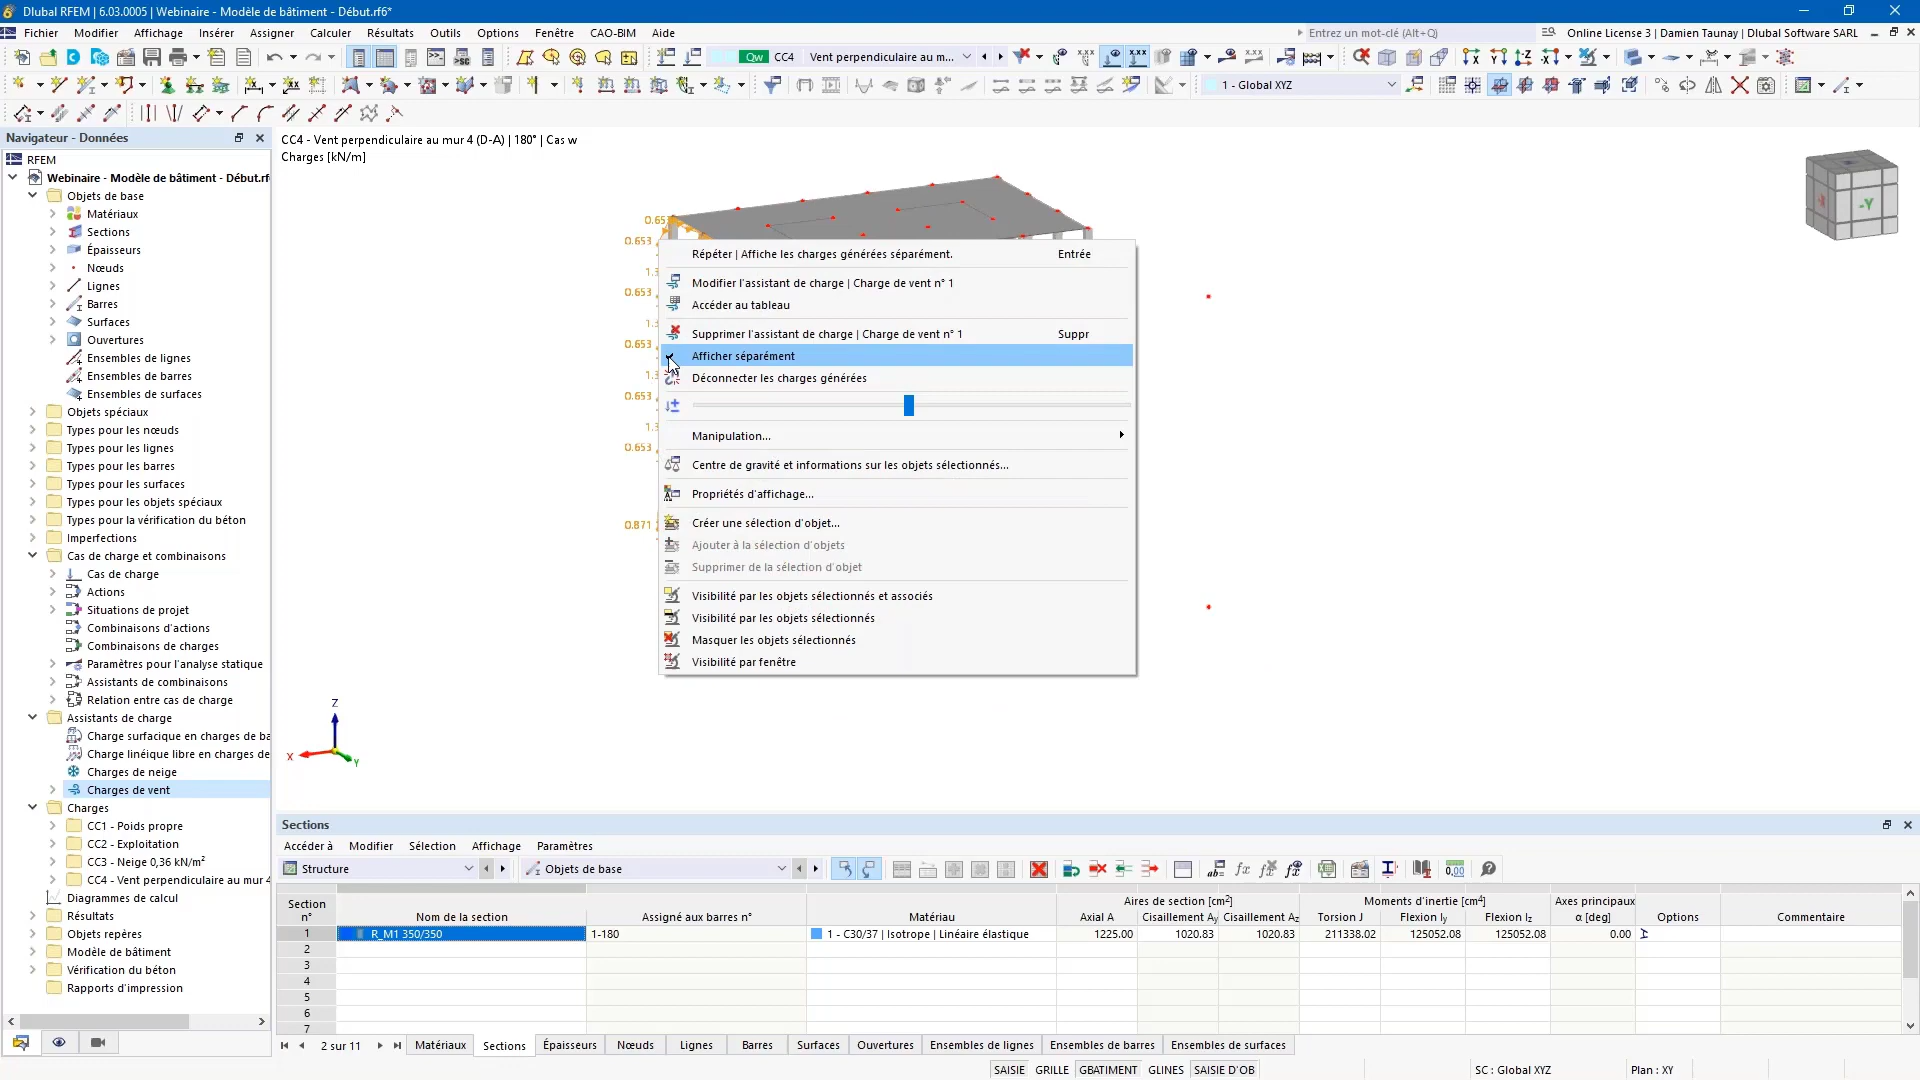 Dlubal RFEM | 6.03.0005 | Webinaire - Modèle de bâtiment - Début.rf6*
Fichier Modifier Affichage Insérer Assigner Calculer Résultats Outils Options Fenêtre CAO-BIM Aide
Entrez un mot-clé (Alt+Q)
Online License 3 | Damien Taunay | Dlubal Software SARL
Qw CC4 Vent perpendiculaire au m...
1 - Global XYZ
Navigateur - Données
RFEM
Webinaire - Modèle de bâtiment - Début.rf
Objets de base
Matériaux
Sections
Épaisseurs
Nœuds
Lignes
Barres
Surfaces
Ouvertures
Ensembles de lignes
Ensembles de barres
Ensembles de surfaces
Objets spéciaux
Types pour les nœuds
Types pour les lignes
Types pour les barres
Types pour les surfaces
Types pour les objets spéciaux
Types pour la vérification du béton
Imperfections
Cas de charge et combinaisons
Cas de charge
Actions
Situations de projet
Combinaisons d'actions
Combinaisons de charges
Paramètres pour l'analyse statique
Assistants de combinaisons
Relation entre cas de charge
Assistants de charge
Charge surfacique en charges de ba
Charge linéique libre en charges de
Charges de neige
Charges de vent
Charges
CC1 - Poids propre
CC2 - Exploitation
CC3 - Neige 0,36 kN/m²
CC4 - Vent perpendiculaire au mur 4
Diagrammes de calcul
Résultats
Objets repères
Modèle de bâtiment
Vérification du béton
Rapports d'impression
CC4 - Vent perpendiculaire au mur 4 (D-A) | 180° | Cas w
Charges [kN/m]
0.653
0.653
0.653
0.653
0.653
0.653
0.871
-Y
Z
X
Y
Répéter | Affiche les charges générées séparément. Entrée
Modifier l'assistant de charge | Charge de vent n° 1
Accéder au tableau
Supprimer l'assistant de charge | Charge de vent n° 1 Suppr
Afficher séparément
Déconnecter les charges générées
Manipulation...
Centre de gravité et informations sur les objets sélectionnés...
Propriétés d'affichage...
Créer une sélection d'objet...
Ajouter à la sélection d'objets
Supprimer de la sélection d'objet
Visibilité par les objets sélectionnés et associés
Visibilité par les objets sélectionnés
Masquer les objets sélectionnés
Visibilité par fenêtre
Sections
Accéder à Modifier Sélection Affichage Paramètres
Structure Objets de base
Section Aires de section [cm²] Moments d'inertie [cm⁴] Axes principaux
n° Nom de la section Assigné aux barres n° Matériau Axial A Cisaillement Ay Cisaillement Az Torsion J Flexion Iy Flexion Iz α [deg] Options Commentaire
1 R_M1 350/350 1-180 1 - C30/37 | Isotrope | Linéaire élastique 1225.00 1020.83 1020.83 211338.02 125052.08 125052.08 0.00
2
3
4
5
6
7
2 sur 11 Matériaux Sections Épaisseurs Nœuds Lignes Barres Surfaces Ouvertures Ensembles de lignes Ensembles de barres Ensembles de surfaces
SAISIE GRILLE GBATIMENT GLINES SAISIE D'OB SC : Global XYZ Plan : XY